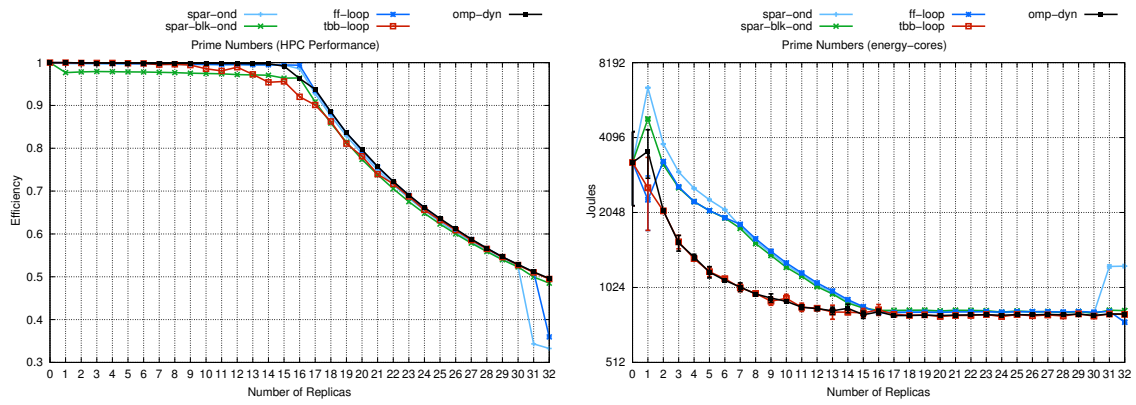 spar-ond
spar-blk-ond
ff-loop
tbb-loop
omp-dyn
Prime Numbers (HPC Performance)
1
0.9
0.8
0.7
0.6
0.5
0.4
0.3
Efficiency
0 1 2 3 4 5 6 7 8 9 10 11 12 13 14 15 16 17 18 19 20 21 22 23 24 25 26 27 28 29 30 31 32
Number of Replicas
spar-ond
spar-blk-ond
ff-loop
tbb-loop
omp-dyn
Prime Numbers (energy-cores)
8192
4096
2048
1024
512
Joules
0 1 2 3 4 5 6 7 8 9 10 11 12 13 14 15 16 17 18 19 20 21 22 23 24 25 26 27 28 29 30 31 32
Number of Replicas